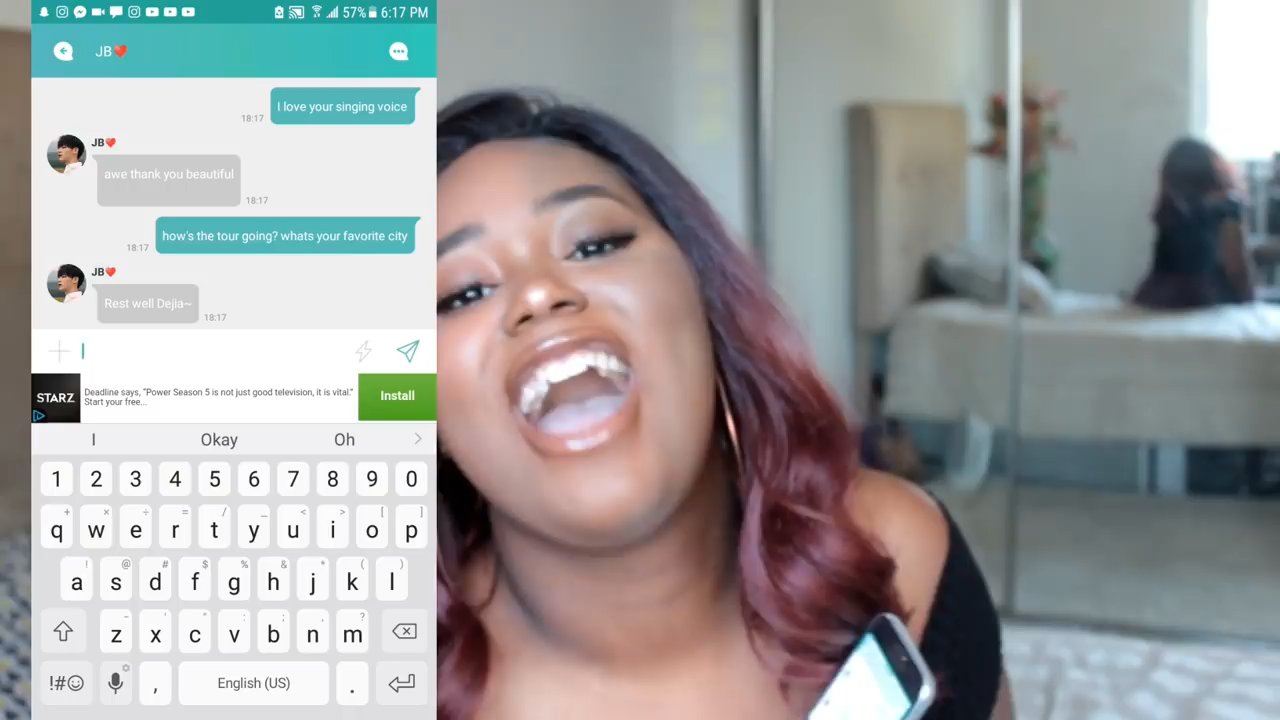 57% 6:17 PM
JB❤️
I love your singing voice
18:17
JB❤️
awe thank you beautiful
18:17
how's the tour going? whats your favorite city
18:17
JB❤️
Rest well Dejia~
18:17
STARZ
Deadline says, “Power Season 5 is not just good television, it is vital.”
Start your free...
Install
I Okay Oh
1 2 3 4 5 6 7 8 9 0
+ × ÷ = / _ < > [ ]
q w e r t y u i o p
! @ # $ % & * ( )
a s d f g h j k l
- ' " : ; , ?
z x c v b n m
!#☺ , English (US) .